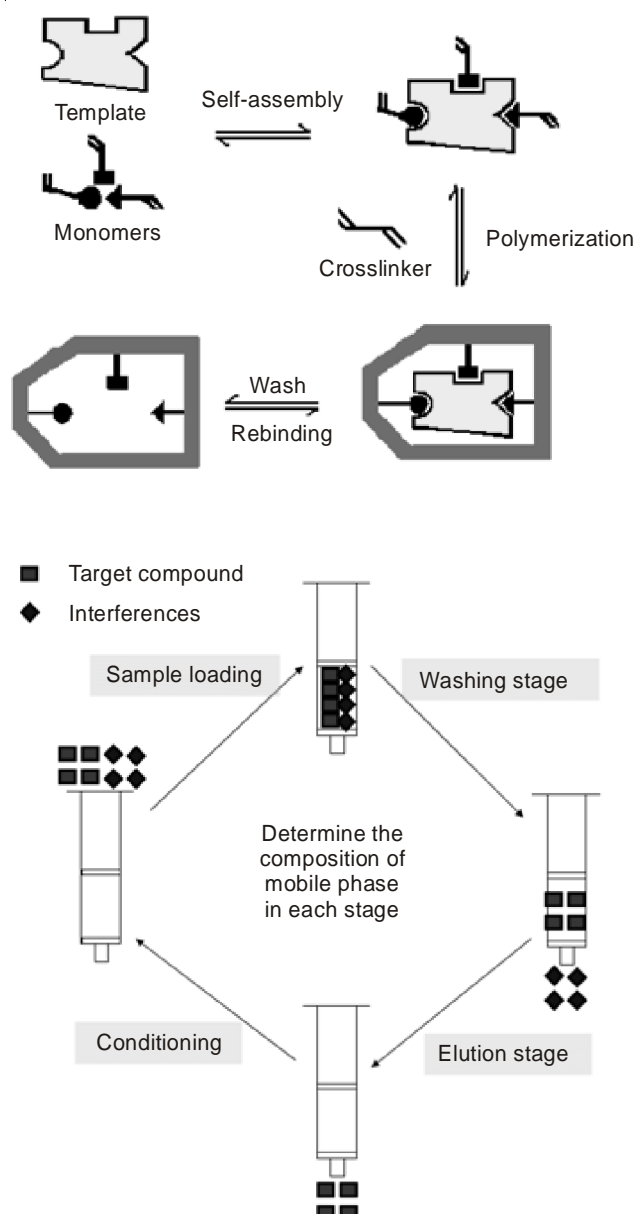 Template
Self-assembly
Monomers
Crosslinker
Polymerization
Wash
Rebinding
Target compound
Interferences
Sample loading
Washing stage
Determine the
composition of
mobile phase
in each stage
Conditioning
Elution stage